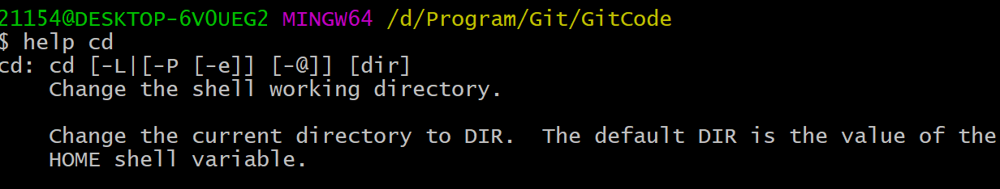 21154@DESKTOP-6V0UEG2 MINGW64 /d/Program/Git/GitCode
$ help cd
cd: cd [-L|[-P [-e]] [-@]] [dir]
Change the shell working directory.
Change the current directory to DIR.  The default DIR is the value of the
HOME shell variable.